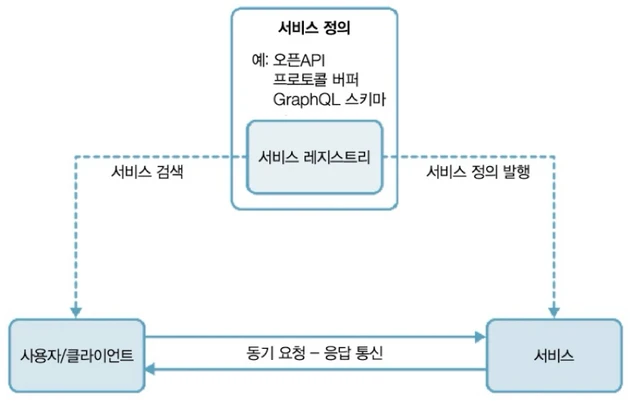 서비스 정의
예: 오픈API
프로토콜 버퍼
GraphQL 스키마
서비스 레지스트리
서비스 검색
서비스 정의 발행
사용자/클라이언트
동기 요청 – 응답 통신
서비스